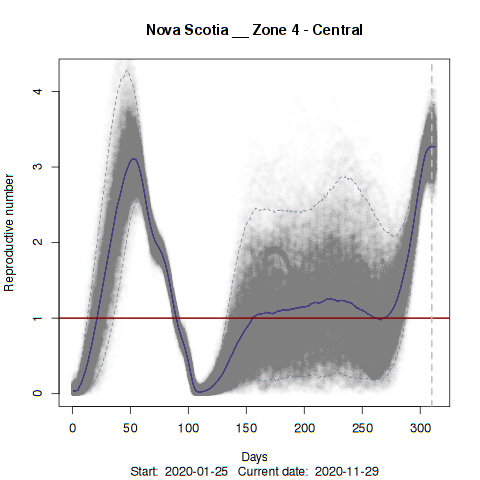 Nova Scotia __ Zone 4 - Central
Reproductive number
4
3
2
1
0
0 50 100 150 200 250 300
Days
Start: 2020-01-25 Current date: 2020-11-29